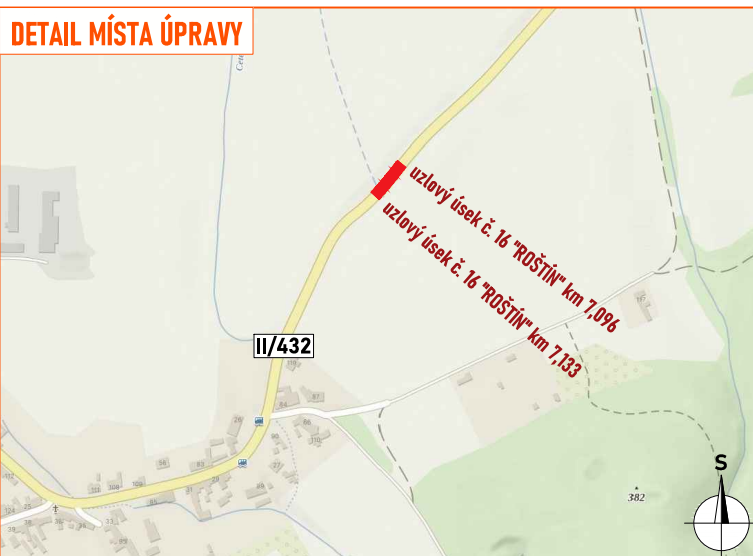 DETAIL MÍSTA ÚPRAVY
uzlový úsek č. 16 "ROŠTÍN" km 7,096
uzlový úsek č. 16 "ROŠTÍN" km 7,133
II/432
382
S